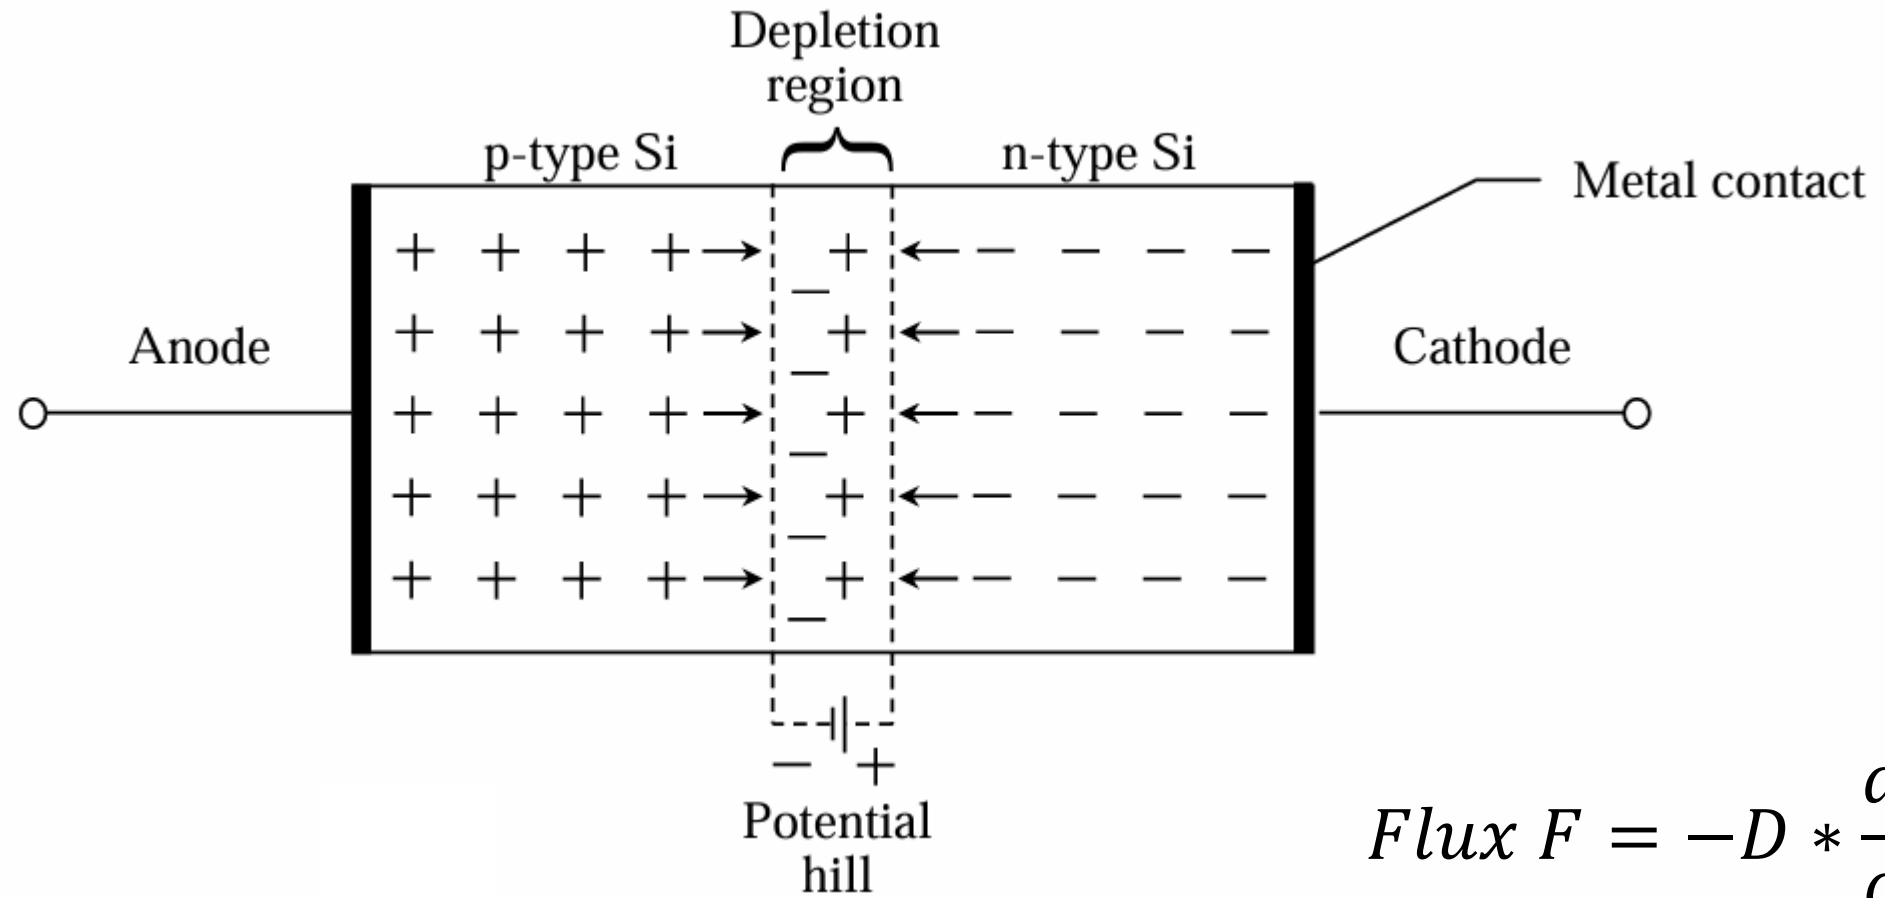 Depletion
region
p-type Si
n-type Si
Metal contact
+ + + + + − − − −
−
+ + + + + − − − −
−
Anode
Cathode
+ + + + + − − − −
−
+ + + + + − − − −
−
+ + + + + − − − −
−
− +
Potential
hill
Flux F = −D *